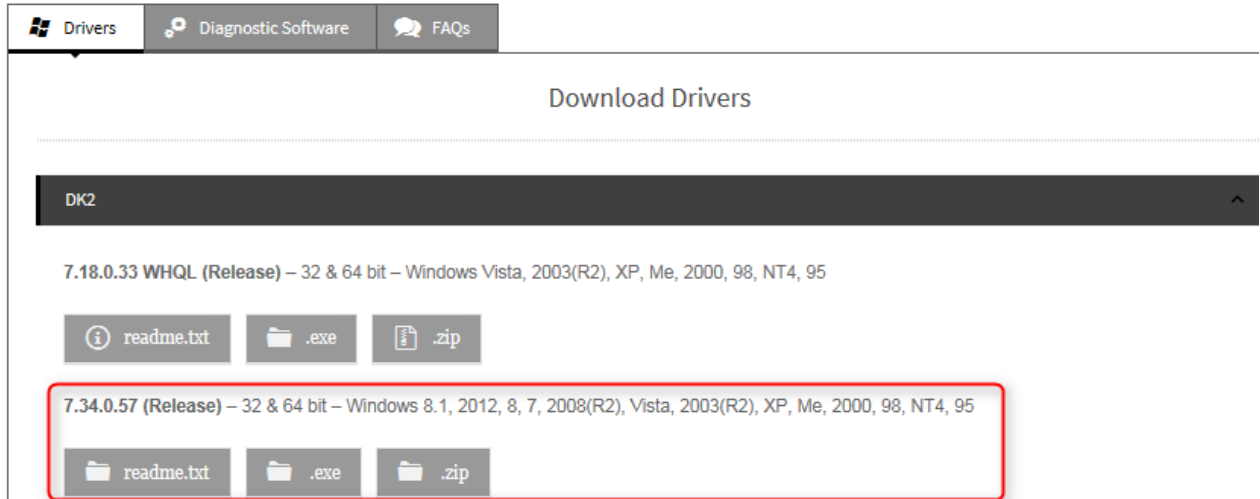 Drivers
Diagnostic Software
FAQs
Download Drivers
DK2
7.18.0.33 WHQL (Release) – 32 & 64 bit – Windows Vista, 2003(R2), XP, Me, 2000, 98, NT4, 95
readme.txt
.exe
.zip
7.34.0.57 (Release) – 32 & 64 bit – Windows 8.1, 2012, 8, 7, 2008(R2), Vista, 2003(R2), XP, Me, 2000, 98, NT4, 95
readme.txt
.exe
.zip